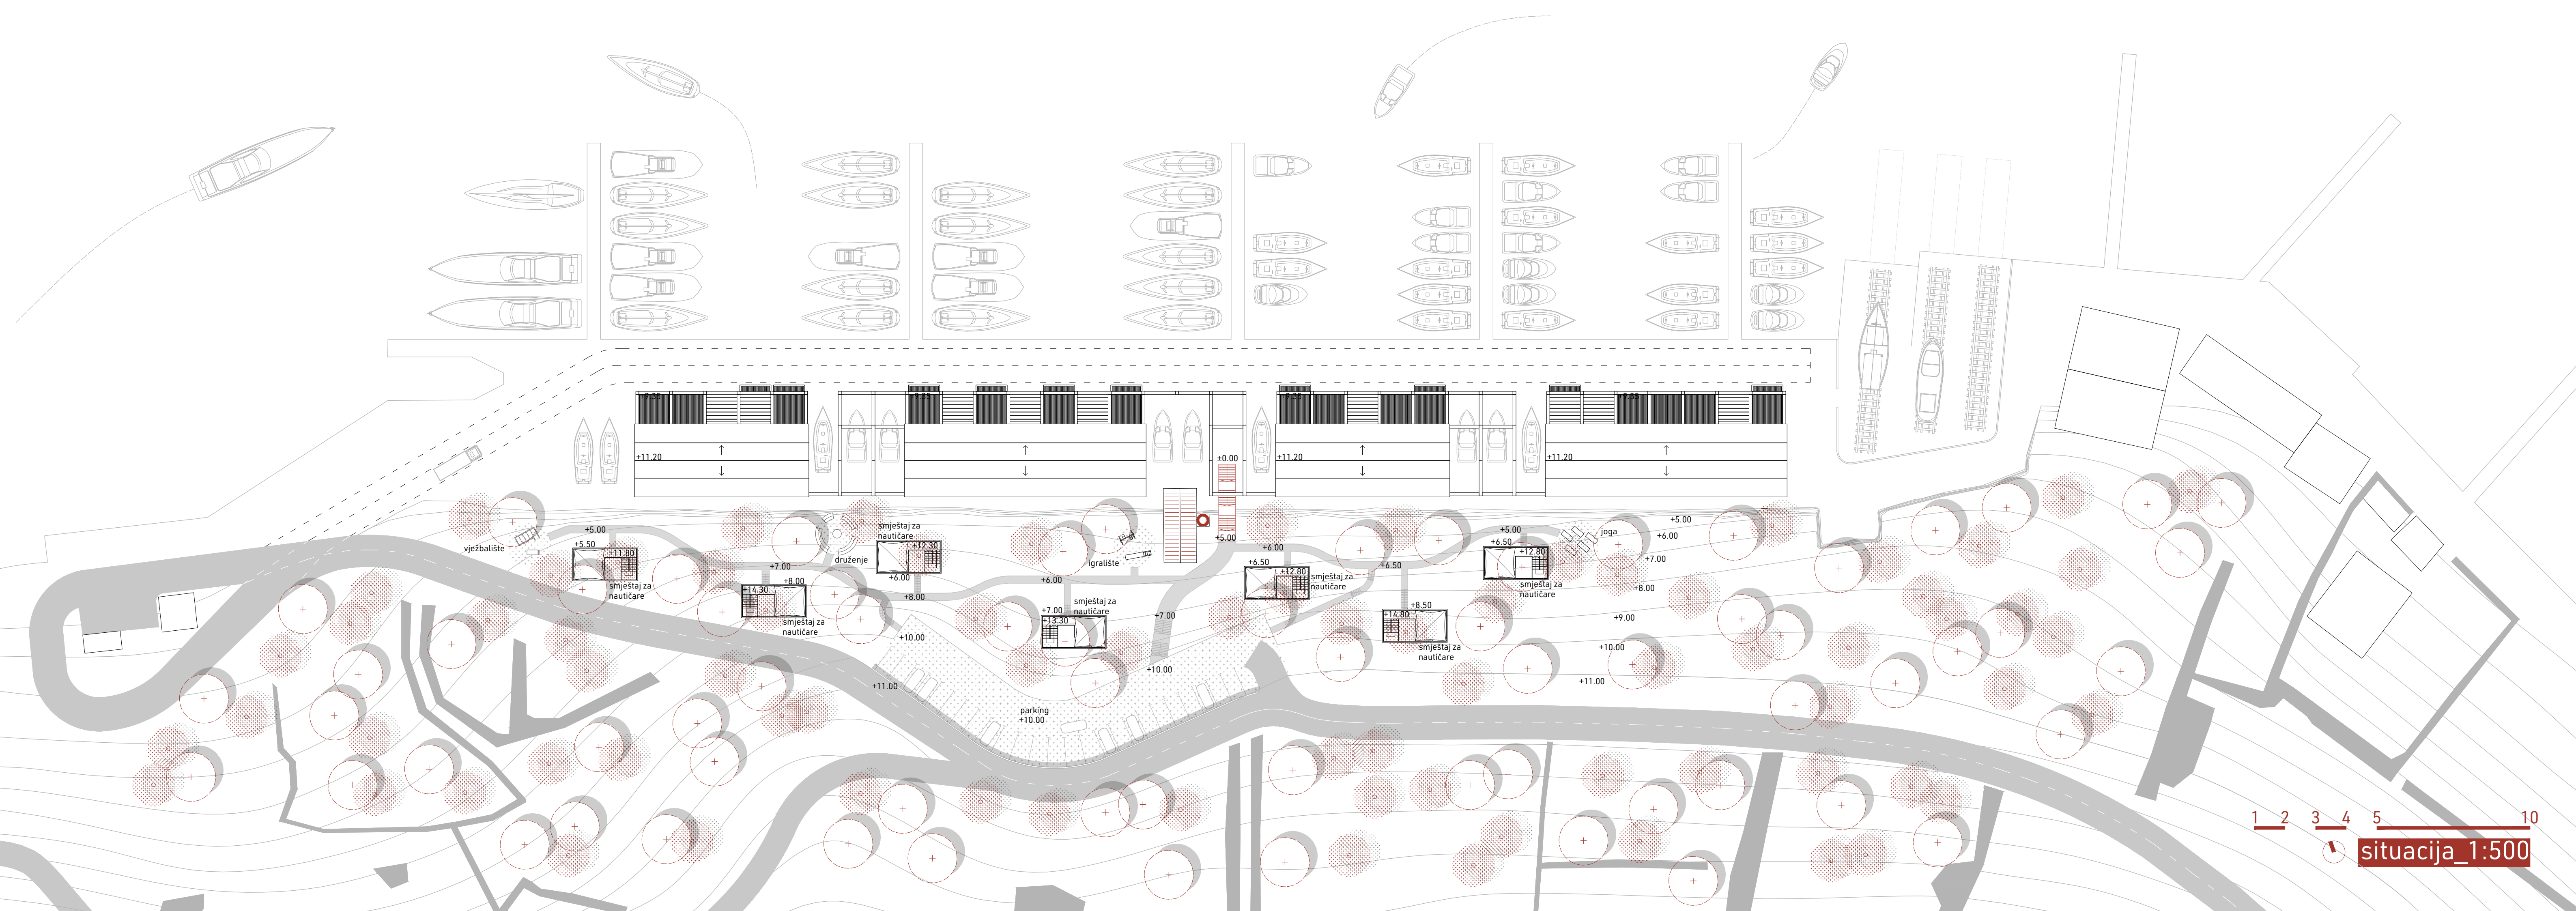 +9.35
+9.35
+9.35
+9.35
+11.20
±0.00
+11.20
+11.20
+5.00
vježbalište
+5.50
+11.80
smještaj za
nautičare
+7.00
+8.00
+14.30
smještaj za
nautičare
druženje
smještaj za
nautičare
+12.30
+6.00
+8.00
+10.00
+11.00
igralište
+6.00
smještaj za
nautičare
+7.00
+13.30
+7.00
+10.00
parking
+10.00
+5.00
+6.00
+6.50
+12.80
smještaj za
nautičare
+6.50
+8.50
+14.80
smještaj za
nautičare
+5.00
+6.50
+12.80
smještaj za
nautičare
joga
+5.00
+6.00
+7.00
+8.00
+9.00
+10.00
+11.00
1 2 3 4 5 10
situacija_1:500